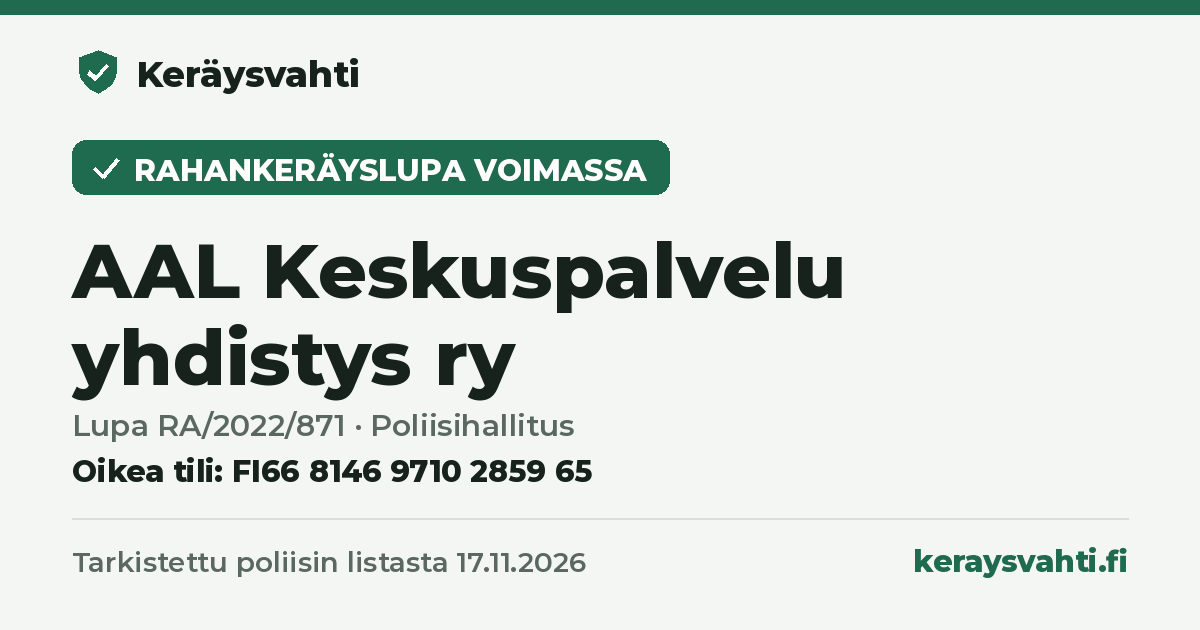 Keräysvahti
RAHANKERÄYSLUPA VOIMASSA
AAL Keskuspalvelu
yhdistys ry
Lupa RA/2022/871 · Poliisihallitus
Oikea tili: FI66 8146 9710 2859 65
Tarkistettu poliisin listasta 17.11.2026
keraysvahti.fi